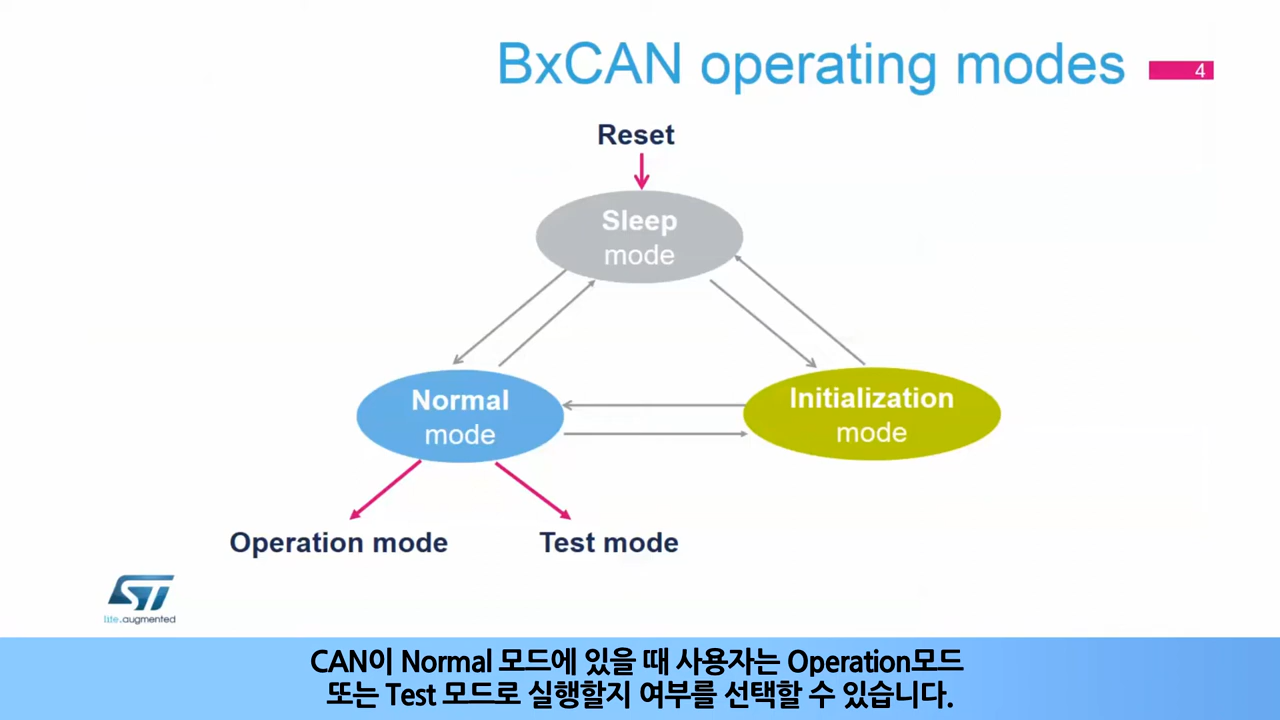 BxCAN operating modes
4
Reset
Sleep
mode
Normal
mode
Initialization
mode
Operation mode
Test mode
ST
life.augmented
CAN이 Normal 모드에 있을 때 사용자는 Operation모드
또는 Test 모드로 실행할지 여부를 선택할 수 있습니다.